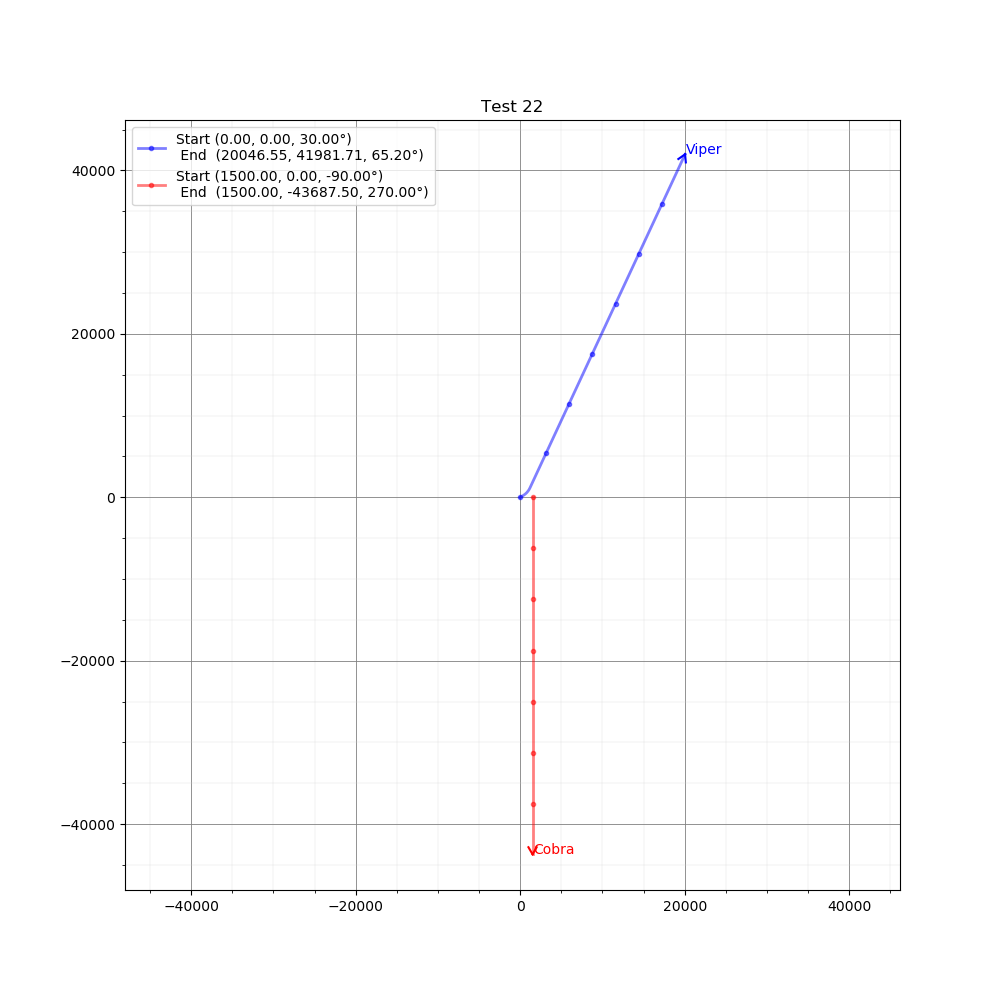 Test 22
Start (0.00, 0.00, 30.00°)
End (20046.55, 41981.71, 65.20°)
Start (1500.00, 0.00, -90.00°)
End (1500.00, -43687.50, 270.00°)
Viper
Cobra
40000
20000
0
−20000
−40000
−40000
−20000
0
20000
40000